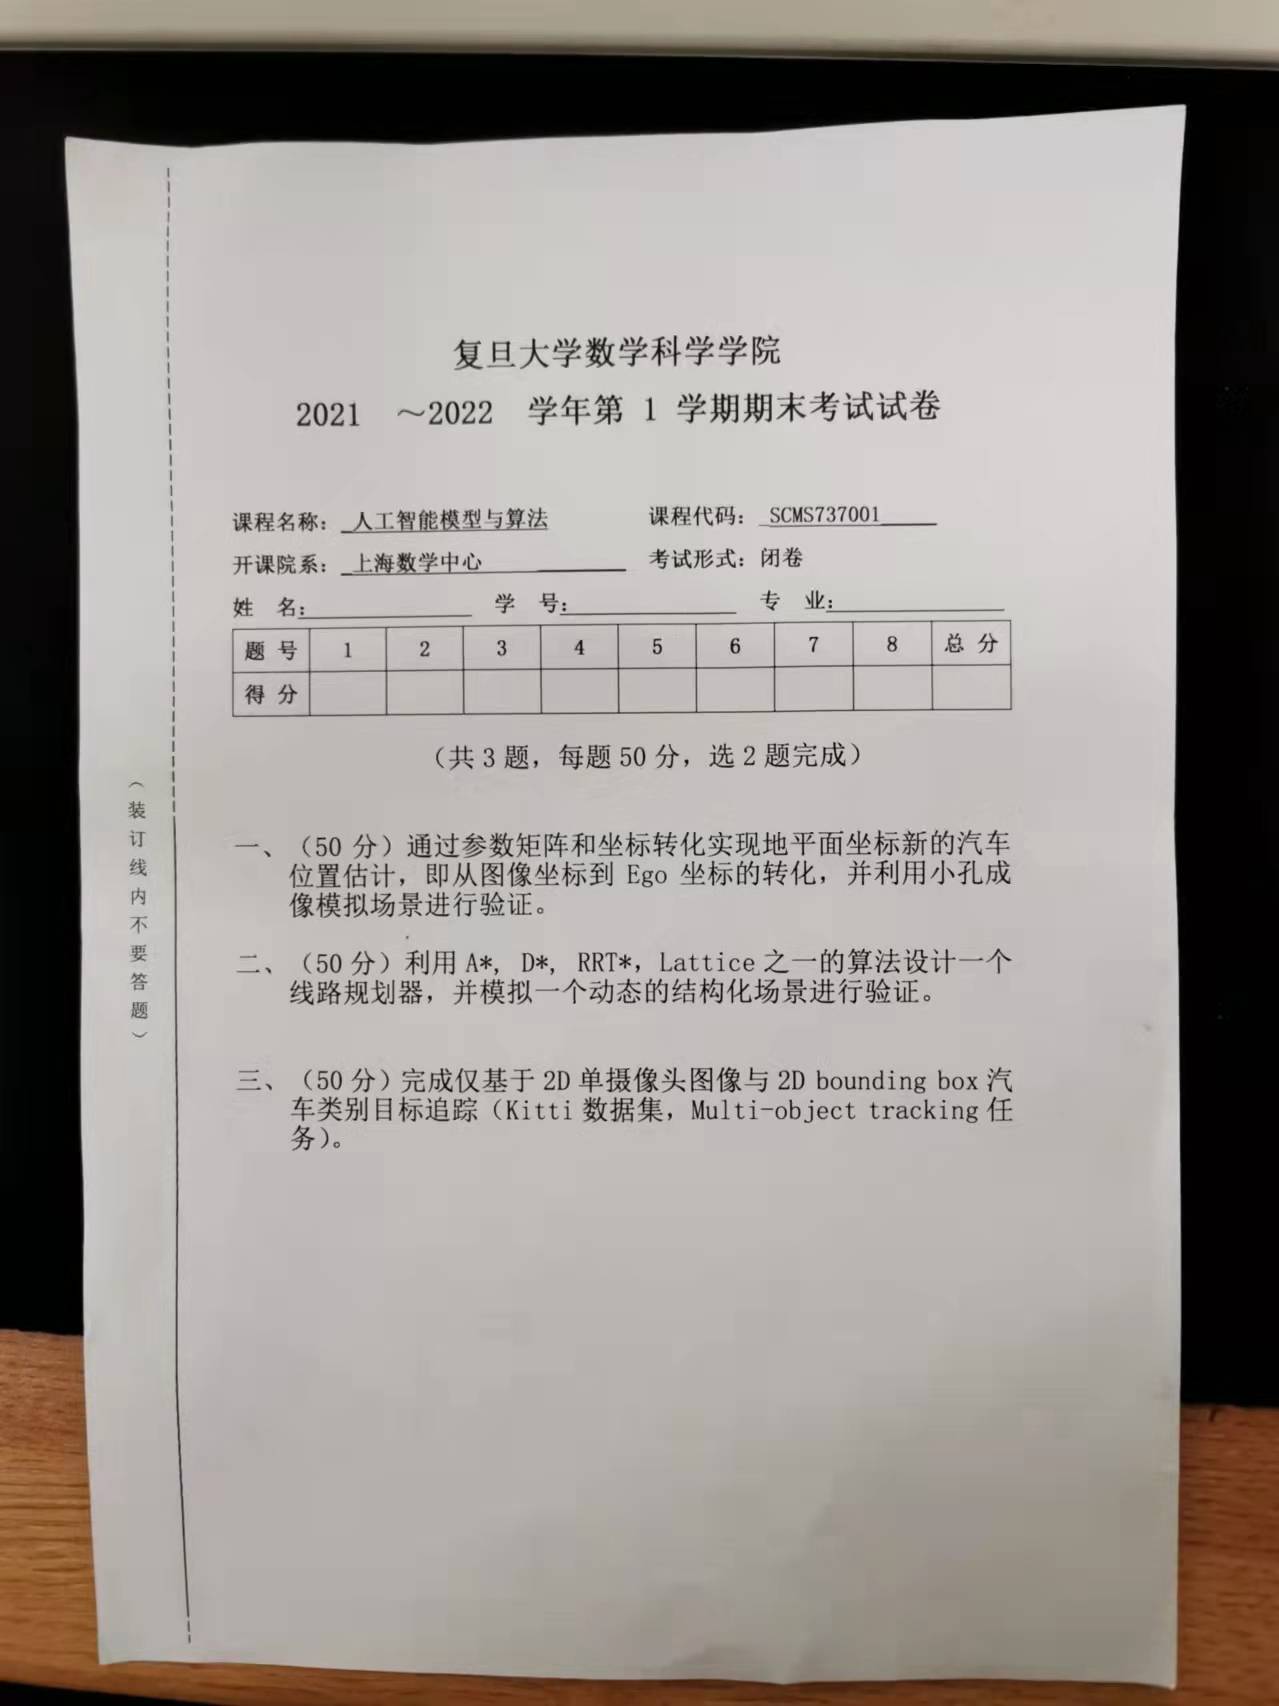 复旦大学数学科学学院
2021 ～2022 学年第 1 学期期末考试试卷
课程名称: 人工智能模型与算法 课程代码: SCMS737001
开课院系: 上海数学中心 考试形式: 闭卷
姓 名: 学 号: 专 业:
题 号 1 2 3 4 5 6 7 8 总 分
得 分
（共 3 题，每题 50 分，选 2 题完成）
一、（50 分）通过参数矩阵和坐标转化实现地平面坐标新的汽车
位置估计，即从图像坐标到 Ego 坐标的转化，并利用小孔成
像模拟场景进行验证。
二、（50 分）利用 A*, D*, RRT*，Lattice 之一的算法设计一个
线路规划器，并模拟一个动态的结构化场景进行验证。
三、（50 分）完成仅基于 2D 单摄像头图像与 2D bounding box 汽
车类别目标追踪（Kitti 数据集，Multi-object tracking 任
务）。
（装订线内不要答题）